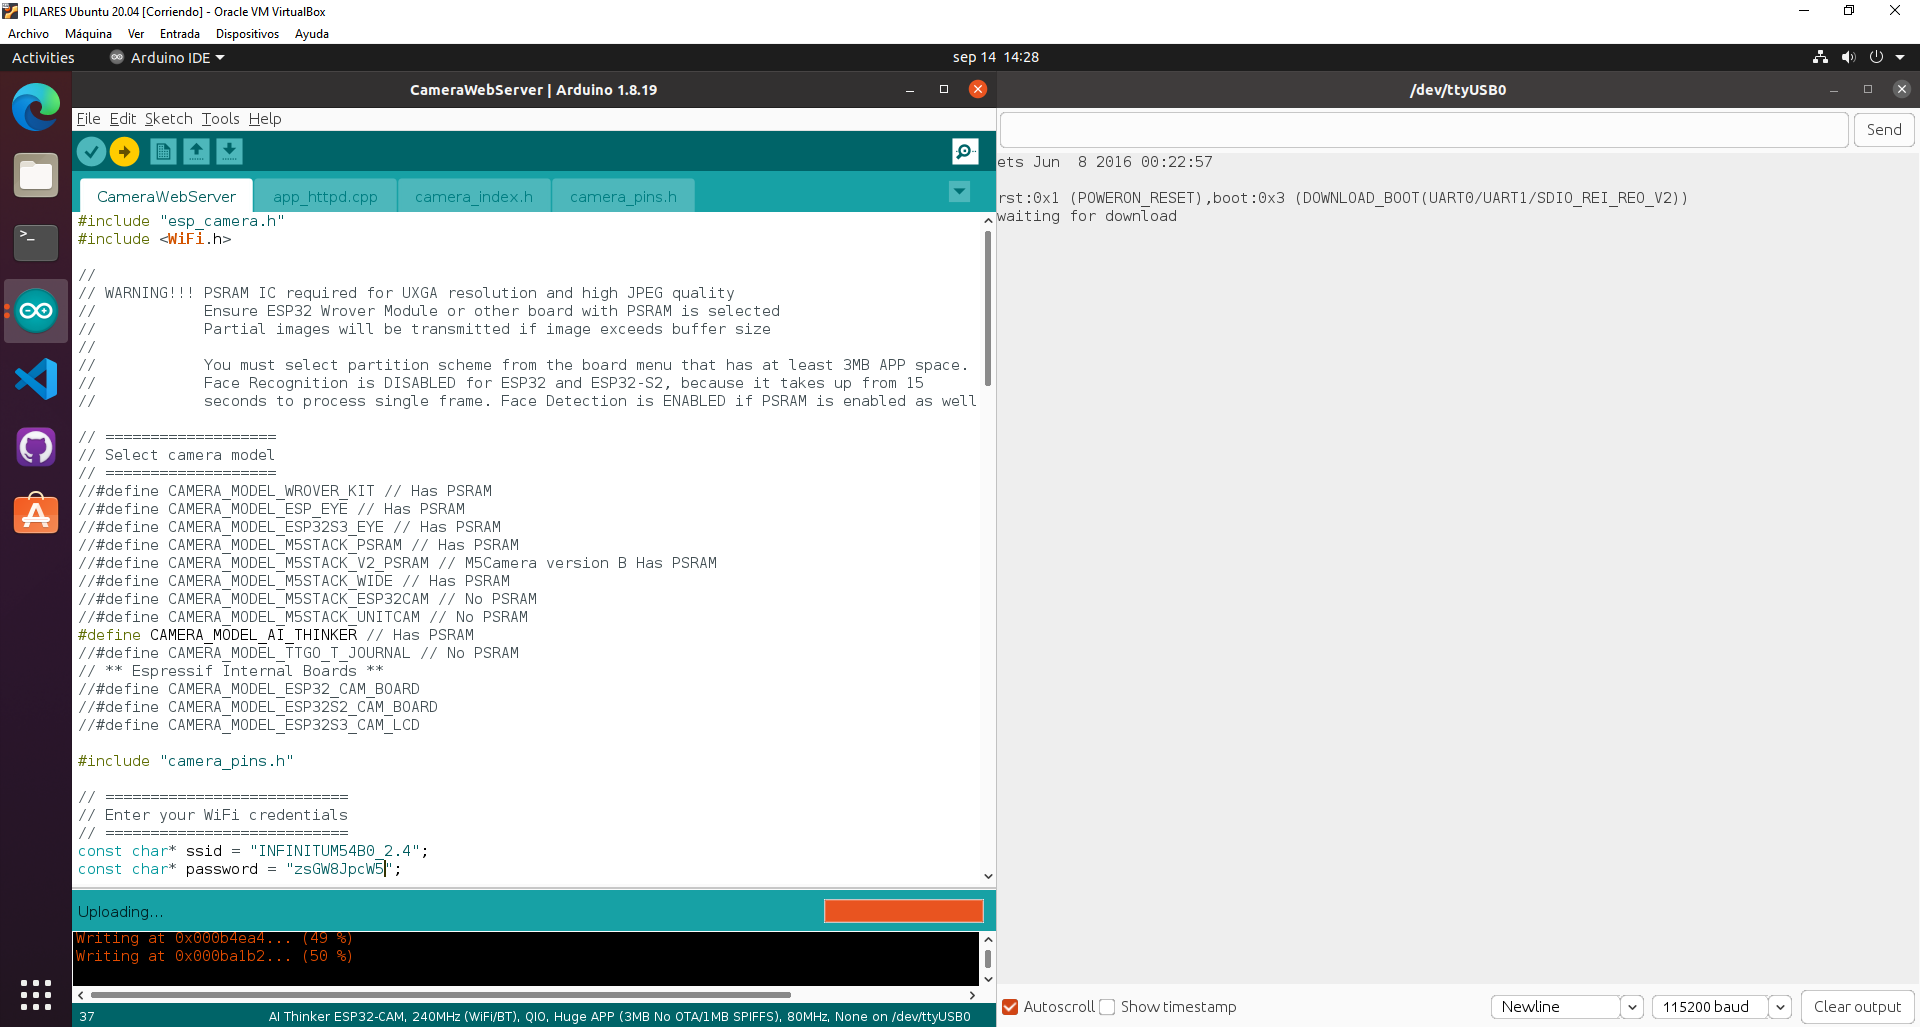 PILARES Ubuntu 20.04 [Corriendo] - Oracle VM VirtualBox
Archivo Máquina Ver Entrada Dispositivos Ayuda
Activities Arduino IDE sep 14 14:28
CameraWebServer | Arduino 1.8.19
File Edit Sketch Tools Help
CameraWebServer app_httpd.cpp camera_index.h camera_pins.h
#include "esp_camera.h"
#include <WiFi.h>
//
// WARNING!!! PSRAM IC required for UXGA resolution and high JPEG quality
//            Ensure ESP32 Wrover Module or other board with PSRAM is selected
//            Partial images will be transmitted if image exceeds buffer size
//
//            You must select partition scheme from the board menu that has at least 3MB APP space.
//            Face Recognition is DISABLED for ESP32 and ESP32-S2, because it takes up from 15
//            seconds to process single frame. Face Detection is ENABLED if PSRAM is enabled as well
// ===================
// Select camera model
// ===================
//#define CAMERA_MODEL_WROVER_KIT // Has PSRAM
//#define CAMERA_MODEL_ESP_EYE // Has PSRAM
//#define CAMERA_MODEL_ESP32S3_EYE // Has PSRAM
//#define CAMERA_MODEL_M5STACK_PSRAM // Has PSRAM
//#define CAMERA_MODEL_M5STACK_V2_PSRAM // M5Camera version B Has PSRAM
//#define CAMERA_MODEL_M5STACK_WIDE // Has PSRAM
//#define CAMERA_MODEL_M5STACK_ESP32CAM // No PSRAM
//#define CAMERA_MODEL_M5STACK_UNITCAM // No PSRAM
#define CAMERA_MODEL_AI_THINKER // Has PSRAM
//#define CAMERA_MODEL_TTGO_T_JOURNAL // No PSRAM
// ** Espressif Internal Boards **
//#define CAMERA_MODEL_ESP32_CAM_BOARD
//#define CAMERA_MODEL_ESP32S2_CAM_BOARD
//#define CAMERA_MODEL_ESP32S3_CAM_LCD
#include "camera_pins.h"
// ===========================
// Enter your WiFi credentials
// ===========================
const char* ssid = "INFINITUM54B0_2.4";
const char* password = "zsGW8JpcW5";
Uploading...
Writing at 0x000b4ea4... (49 %)
Writing at 0x000ba1b2... (50 %)
37 AI Thinker ESP32-CAM, 240MHz (WiFi/BT), QIO, Huge APP (3MB No OTA/1MB SPIFFS), 80MHz, None on /dev/ttyUSB0
/dev/ttyUSB0
Send
ets Jun  8 2016 00:22:57
rst:0x1 (POWERON_RESET),boot:0x3 (DOWNLOAD_BOOT(UART0/UART1/SDIO_REI_REO_V2))
waiting for download
Autoscroll Show timestamp Newline 115200 baud Clear output